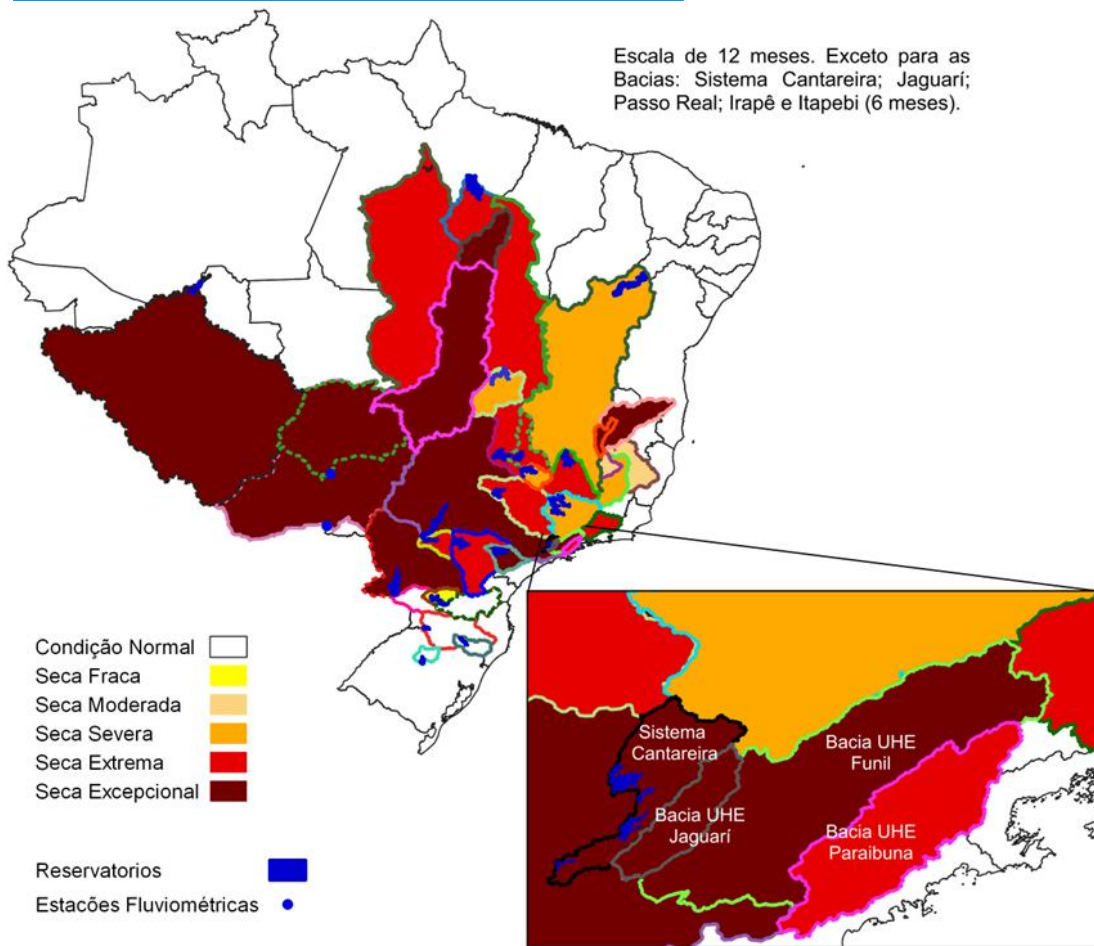 Escala de 12 meses. Exceto para as
Bacias: Sistema Cantareira; Jaguarí;
Passo Real; Irapê e Itapebi (6 meses).
Condição Normal
Seca Fraca
Seca Moderada
Seca Severa
Seca Extrema
Seca Excepcional
Reservatorios
Estacões Fluviométricas
Sistema
Cantareira
Bacia UHE
Funil
Bacia UHE
Jaguarí
Bacia UHE
Paraibuna